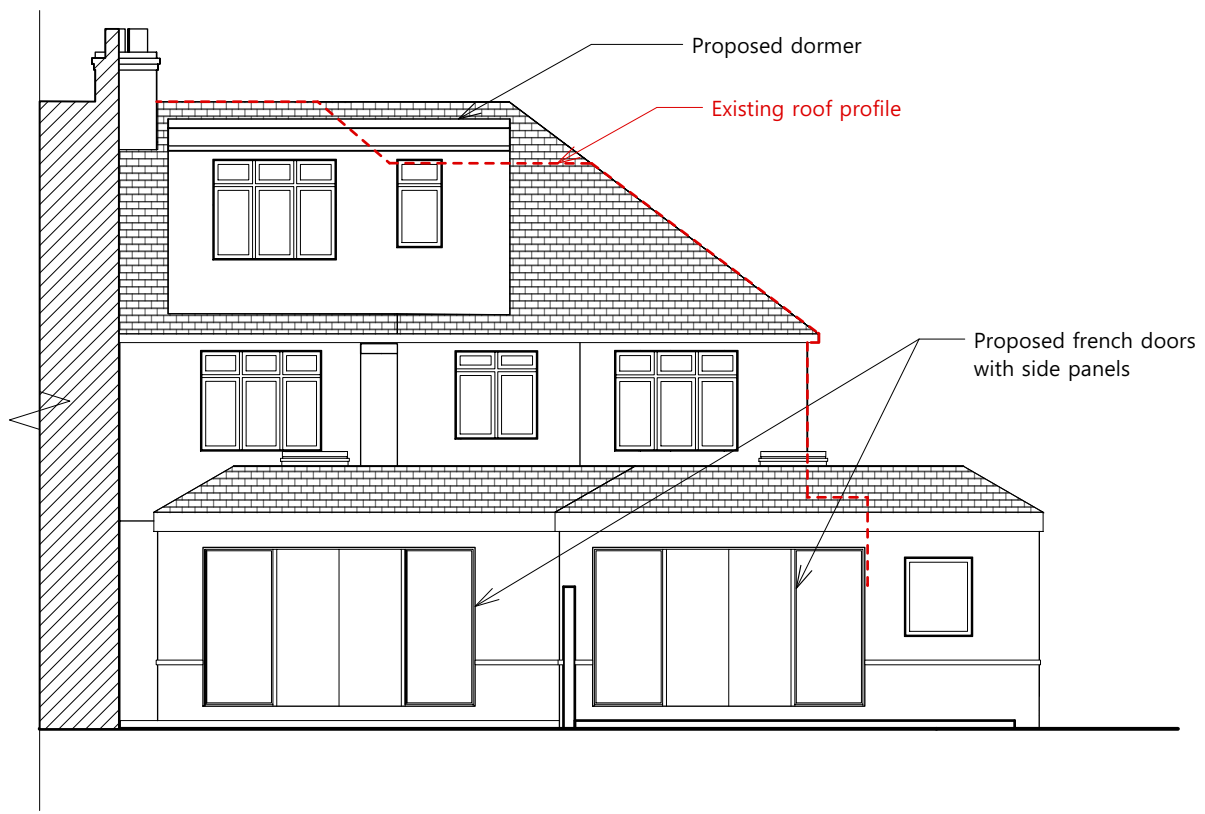 Proposed dormer
Existing roof profile
Proposed french doors
with side panels